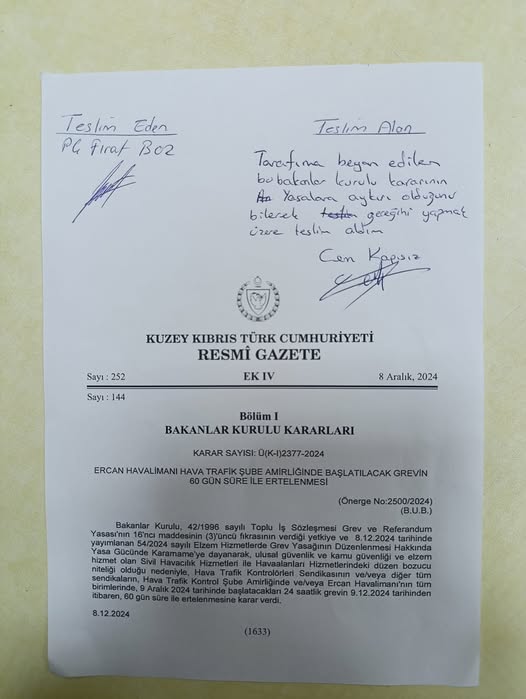 Teslim Eden
PÇ Fırat BOZ
Teslim Alan
Tarafıma beyan edilen
bu bakanlar kurulu kararının
Yasalara aykırı olduğunu
bilerek gereğini yapmak
üzere teslim aldım
Cen Kapısız
KUZEY KIBRIS TÜRK CUMHURİYETİ
RESMÎ GAZETE
Sayı : 252 EK IV 8 Aralık, 2024
Sayı : 144
Bölüm I
BAKANLAR KURULU KARARLARI
KARAR SAYISI: Ü(K-I)2377-2024
ERCAN HAVALİMANI HAVA TRAFİK ŞUBE AMİRLİĞİNDE BAŞLATILACAK GREVİN
60 GÜN SÜRE İLE ERTELENMESİ
(Önerge No:2500/2024)
(B.U.B.)
Bakanlar Kurulu, 42/1996 sayılı Toplu İş Sözleşmesi Grev ve Referandum
Yasası'nın 16'ncı maddesinin (3)'üncü fıkrasının verdiği yetkiye ve 8.12.2024 tarihinde
yayımlanan 54/2024 sayılı Elzem Hizmetlerde Grev Yasağının Düzenlenmesi Hakkında
Yasa Gücünde Kararname'ye dayanarak, ulusal güvenlik ve kamu güvenliği ve elzem
hizmet olan Sivil Havacılık Hizmetleri ile Havaalanları Hizmetlerindeki düzen bozucu
niteliği olduğu nedeniyle, Hava Trafik Kontrolörleri Sendikasının ve/veya diğer tüm
sendikaların, Hava Trafik Kontrol Şube Amirliğinde ve/veya Ercan Havalimanı'nın tüm
birimlerinde, 9 Aralık 2024 tarihinde başlatacakları 24 saatlik grevin 9.12.2024 tarihinden
itibaren, 60 gün süre ile ertelenmesine karar verdi.
8.12.2024
(1633)